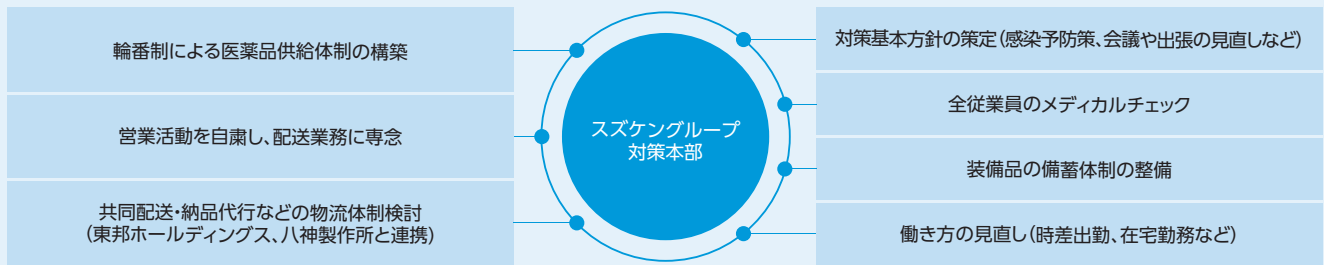 輪番制による医薬品供給体制の構築
営業活動を自粛し、配送業務に専念
共同配送・納品代行などの物流体制検討
(東邦ホールディングス、八神製作所と連携)
スズケングループ
対策本部
対策基本方針の策定(感染予防策、会議や出張の見直しなど)
全従業員のメディカルチェック
装備品の備蓄体制の整備
働き方の見直し(時差出勤、在宅勤務など)